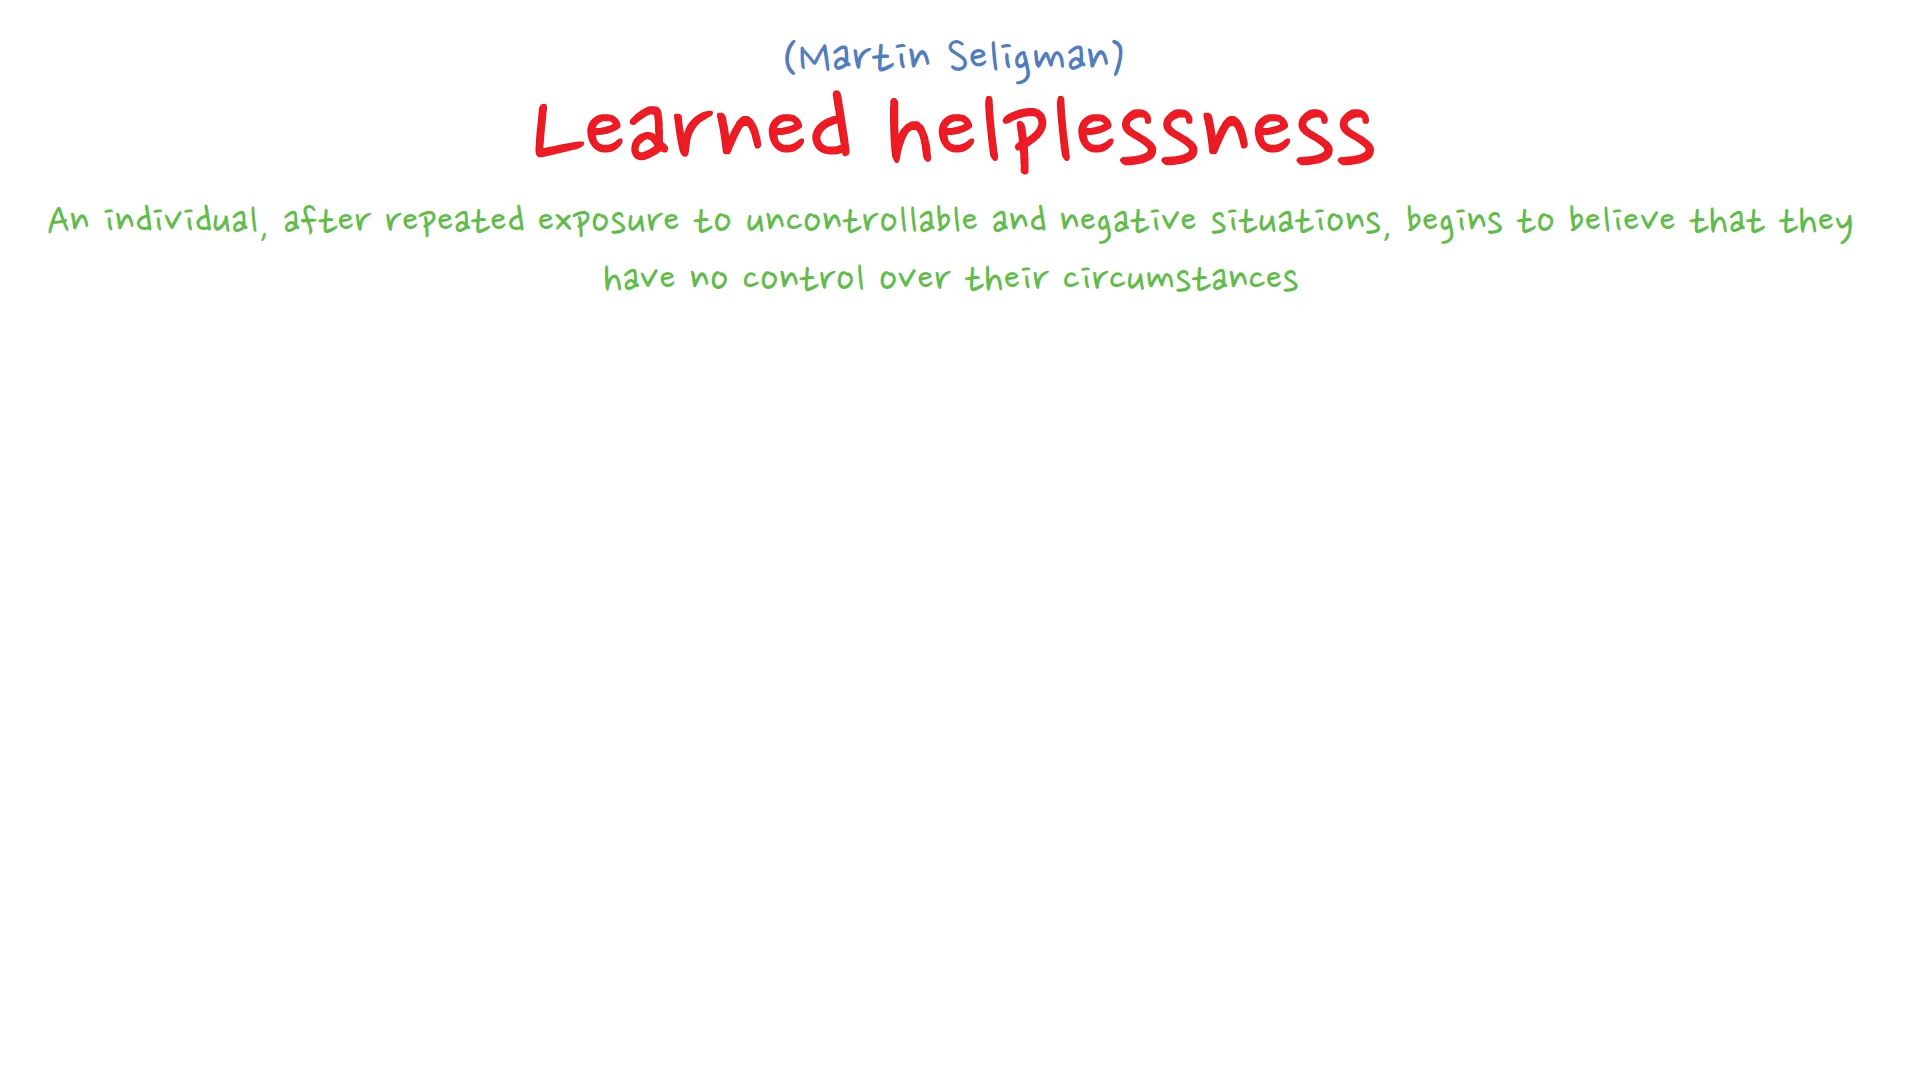 (Martin Seligman)
Learned helplessness
An individual, after repeated exposure to uncontrollable and negative situations, begins to believe that they
have no control over their circumstances